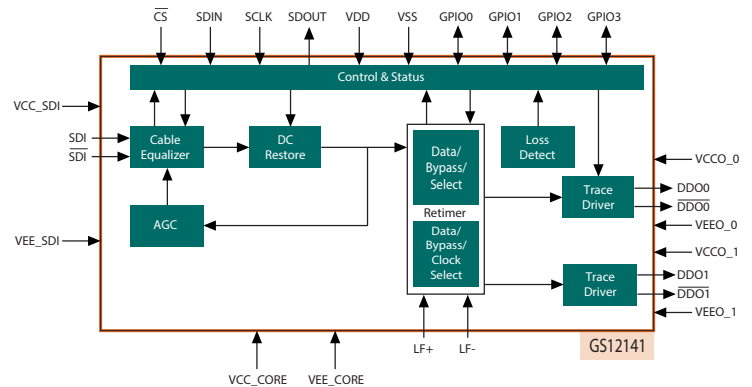 CS SDIN SCLK SDOUT VDD VSS GPIO0 GPIO1 GPIO2 GPIO3
Control & Status
VCC_SDI
SDI
SDI
Cable
Equalizer
DC
Restore
Data/
Bypass/
Select
Loss
Detect
VCCO_0
Trace
Driver
DDO0
DDO0
AGC
Retimer
VEEO_0
VEE_SDI
Data/
Bypass/
Clock
Select
VCCO_1
Trace
Driver
DDO1
DDO1
VEEO_1
LF+ LF-
GS12141
VCC_CORE VEE_CORE